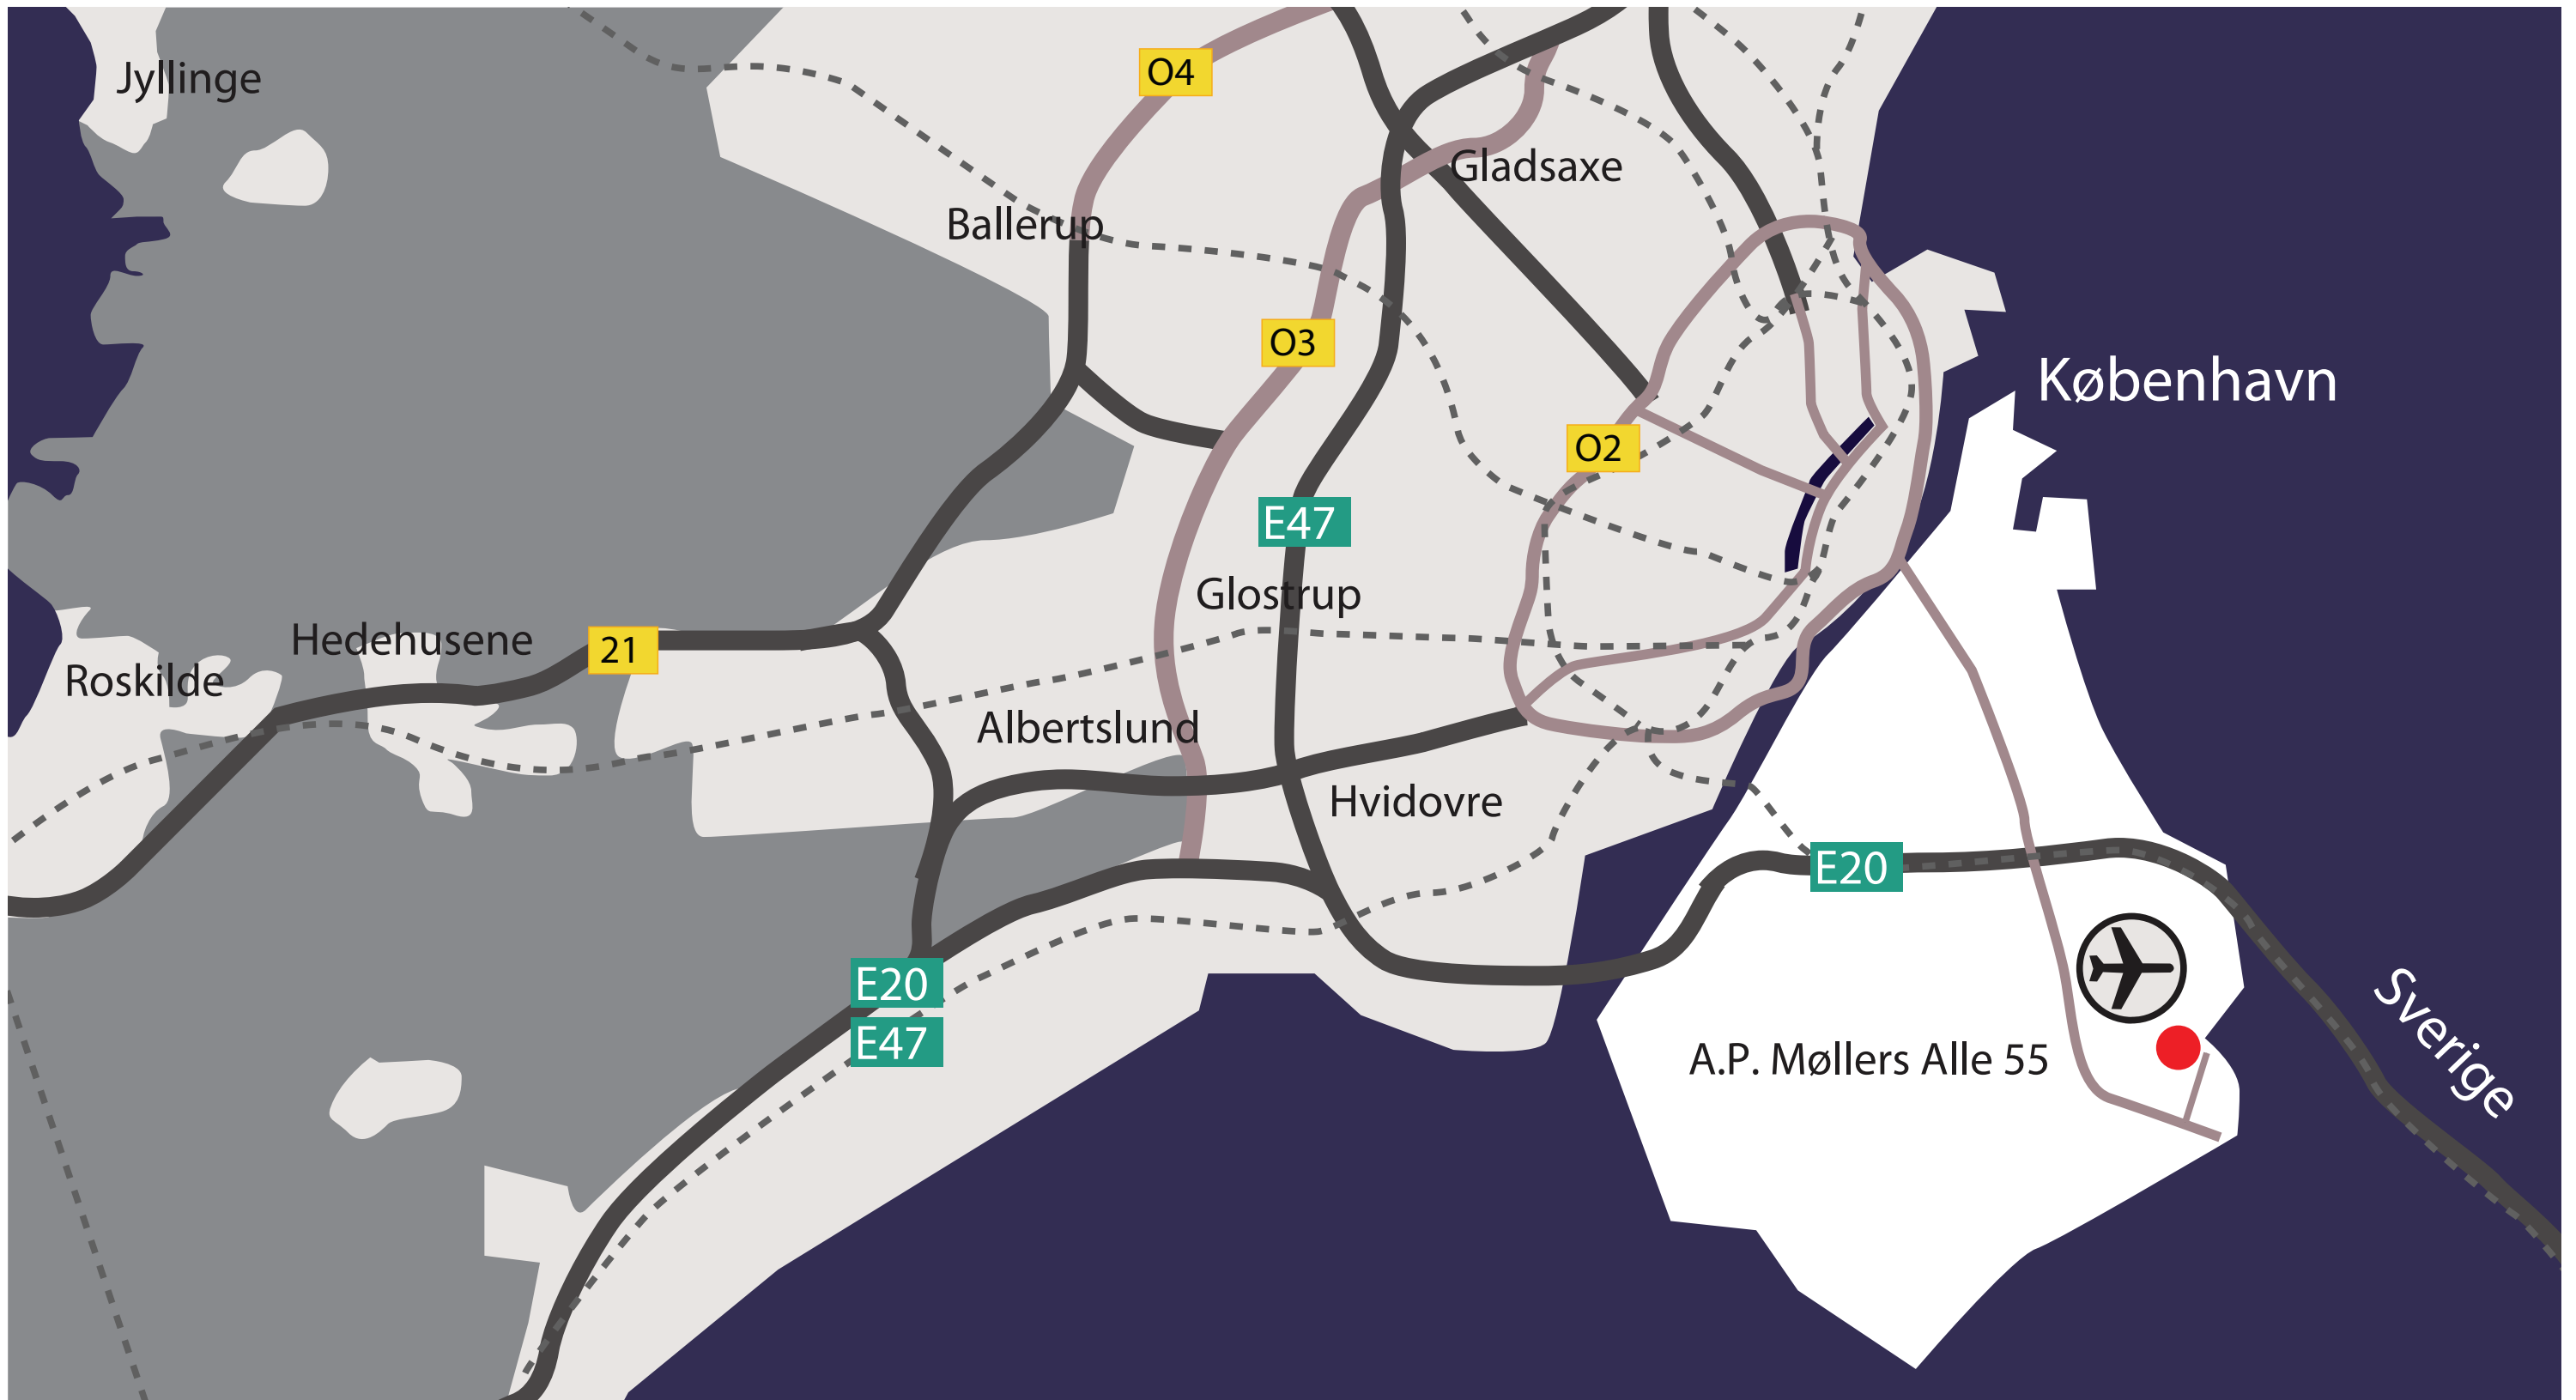 Jyllinge
O4
Gladsaxe
Ballerup
O3
København
O2
E47
Glostrup
Hedehusene
21
Roskilde
Albertslund
Hvidovre
E20
E20
E47
Sverige
A.P. Møllers Alle 55